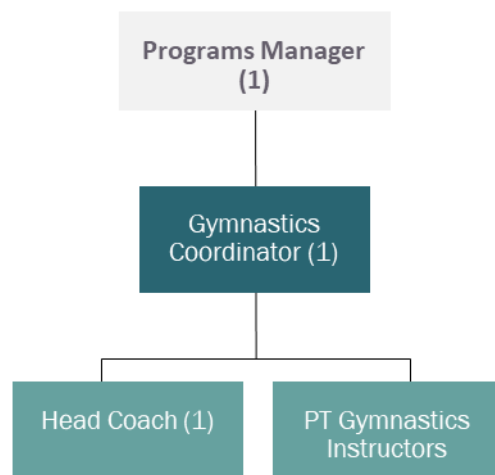 Programs Manager
(1)
Gymnastics
Coordinator (1)
Head Coach (1)
PT Gymnastics
Instructors